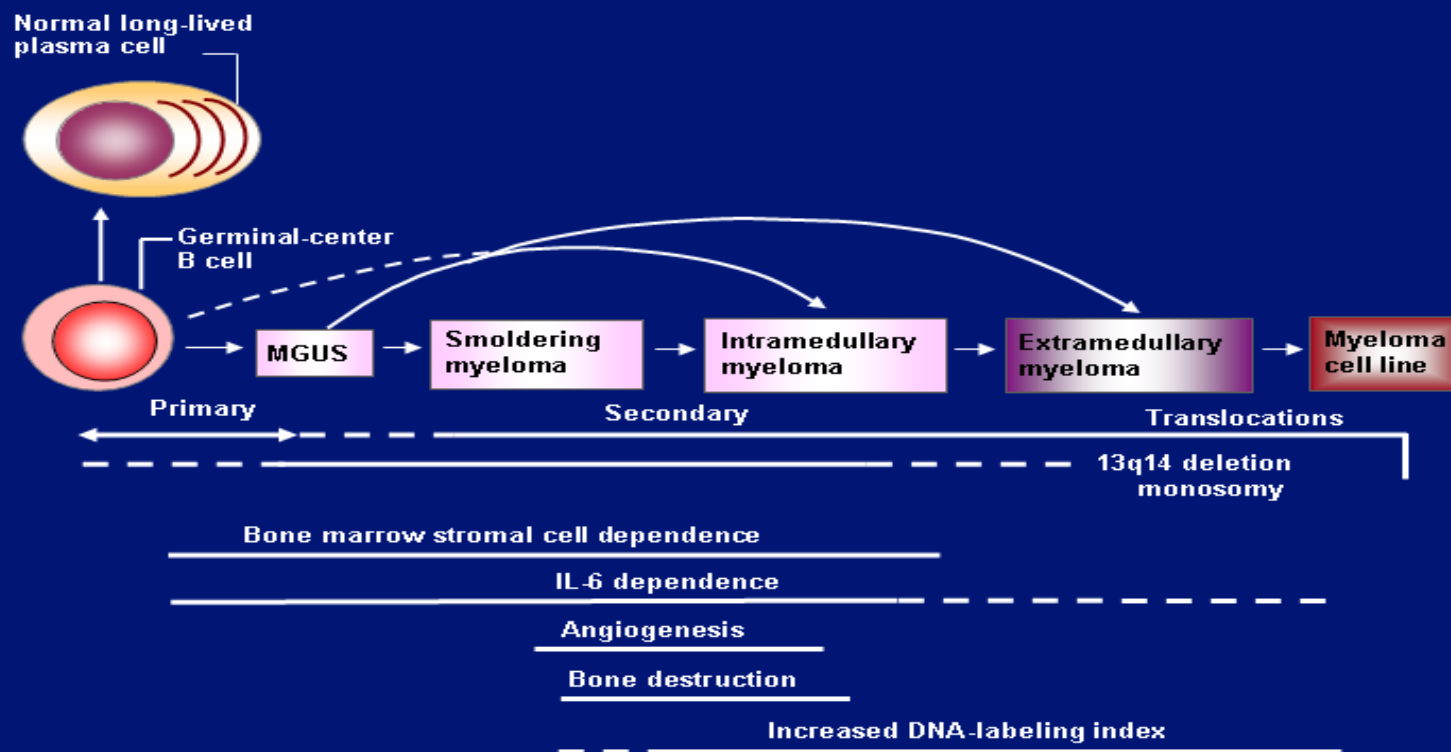 Normal long-lived
plasma cell
Germinal-center
B cell
MGUS
Smoldering
myeloma
Intramedullary
myeloma
Extramedullary
myeloma
Myeloma
cell line
Primary
Secondary
Translocations
13q14 deletion
monosomy
Bone marrow stromal cell dependence
IL-6 dependence
Angiogenesis
Bone destruction
Increased DNA-labeling index